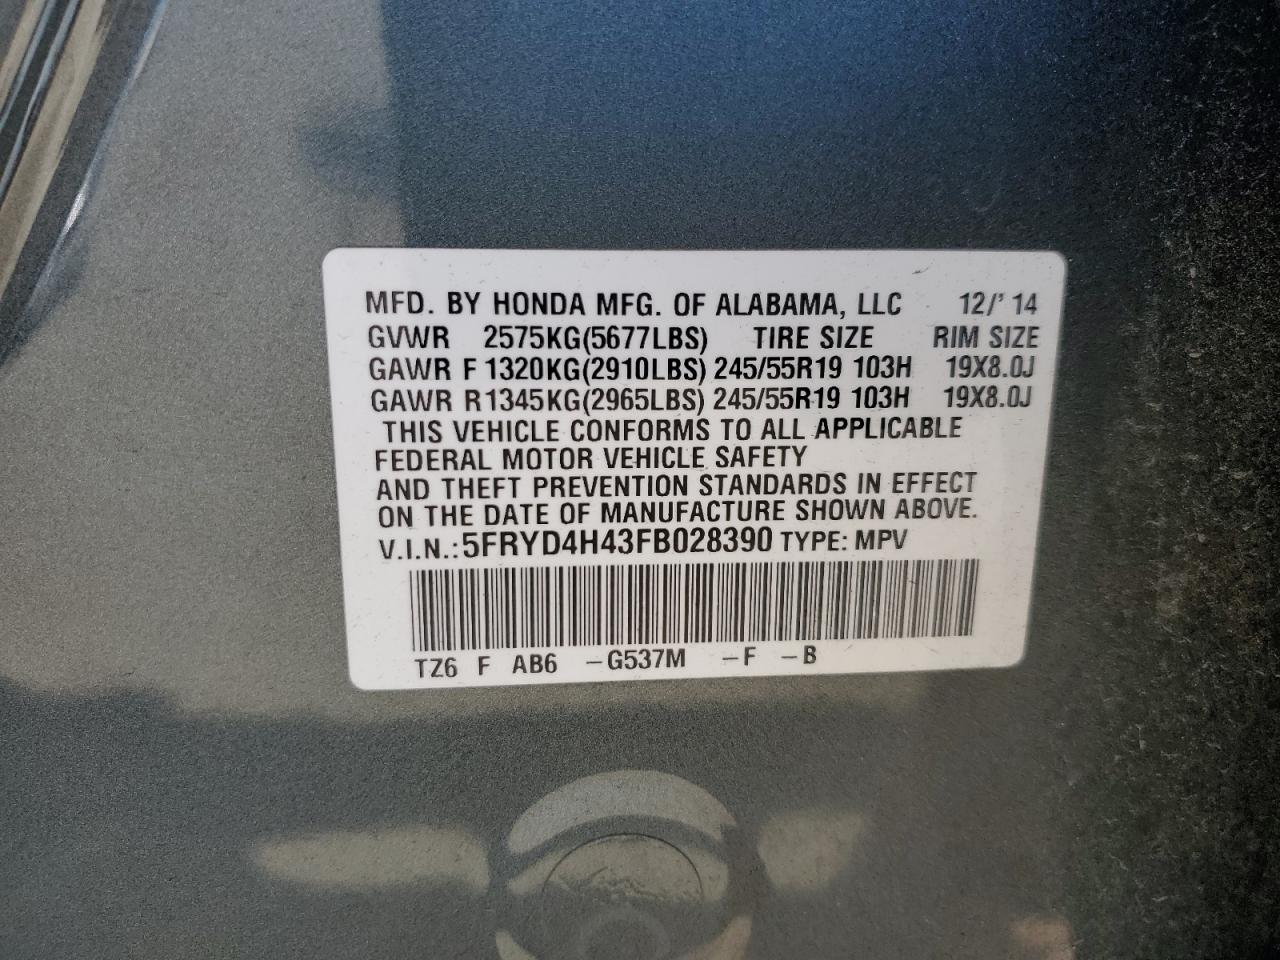 MFD. BY HONDA MFG. OF ALABAMA, LLC 12/' 14
GVWR 2575KG(5677LBS) TIRE SIZE RIM SIZE
GAWR F 1320KG(2910LBS) 245/55R19 103H 19X8.0J
GAWR R1345KG(2965LBS) 245/55R19 103H 19X8.0J
THIS VEHICLE CONFORMS TO ALL APPLICABLE
FEDERAL MOTOR VEHICLE SAFETY
AND THEFT PREVENTION STANDARDS IN EFFECT
ON THE DATE OF MANUFACTURE SHOWN ABOVE.
V.I.N.: 5FRYD4H43FB028390 TYPE: MPV
TZ6 F AB6 -G537M -F -B